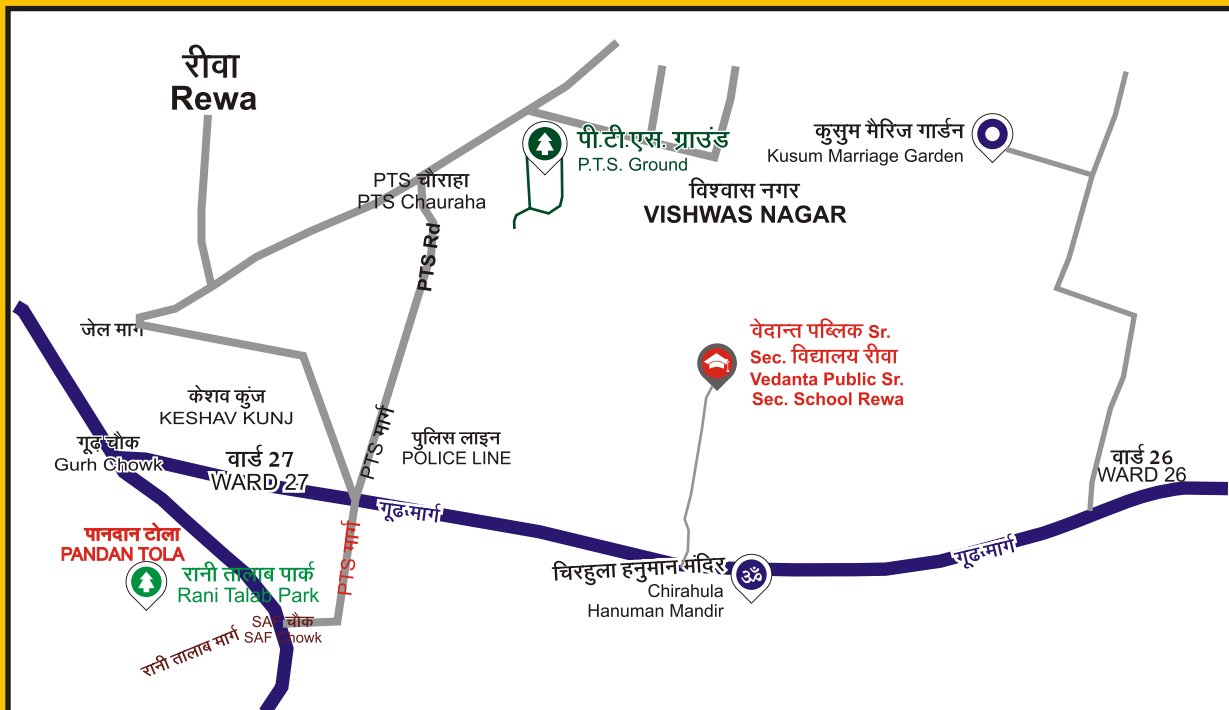 रीवा
Rewa
पी.टी.एस. ग्राउंड
P.T.S. Ground
कुसुम मैरिज गार्डन
Kusum Marriage Garden
PTS चौराहा
PTS Chauraha
विश्वास नगर
VISHWAS NAGAR
PTS Rd
जेल मार्ग
वेदान्त पब्लिक Sr.
Sec. विद्यालय रीवा
Vedanta Public Sr.
Sec. School Rewa
केशव कुंज
KESHAV KUNJ
PTS मार्ग
पुलिस लाइन
POLICE LINE
गूढ़ चौक
Gurh Chowk
वार्ड 27
WARD 27
वार्ड 26
WARD 26
गूढ मार्ग
गूढ मार्ग
पानदान टोला
PANDAN TOLA
PTS मार्ग
रानी तालाब पार्क
Rani Talab Park
चिरहुला हनुमान मंदिर
Chirahula
Hanuman Mandir
ॐ
SAF चौक
SAF Chowk
रानी तालाब मार्ग